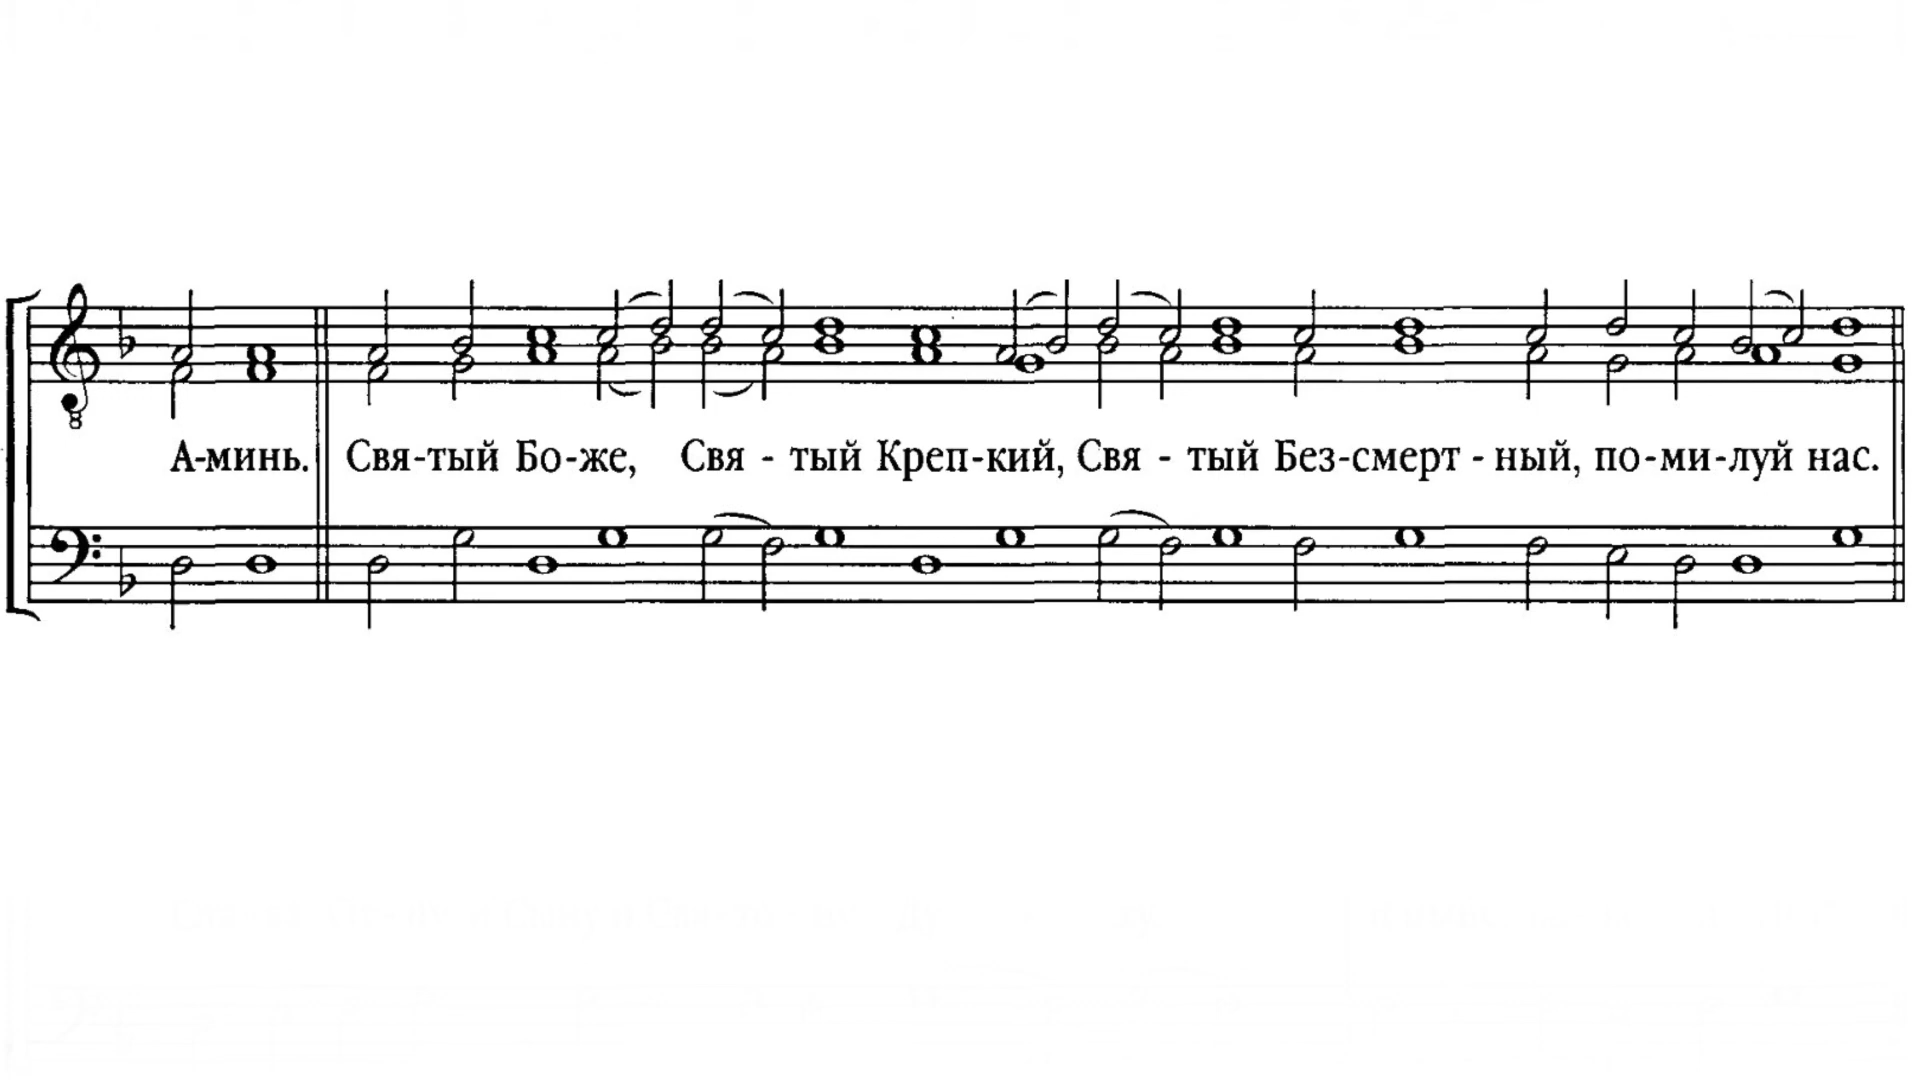 А-минь. Свя-тый Бо-же, Свя - тый Креп-кий, Свя - тый Без-смерт - ный, по-ми-луй нас.